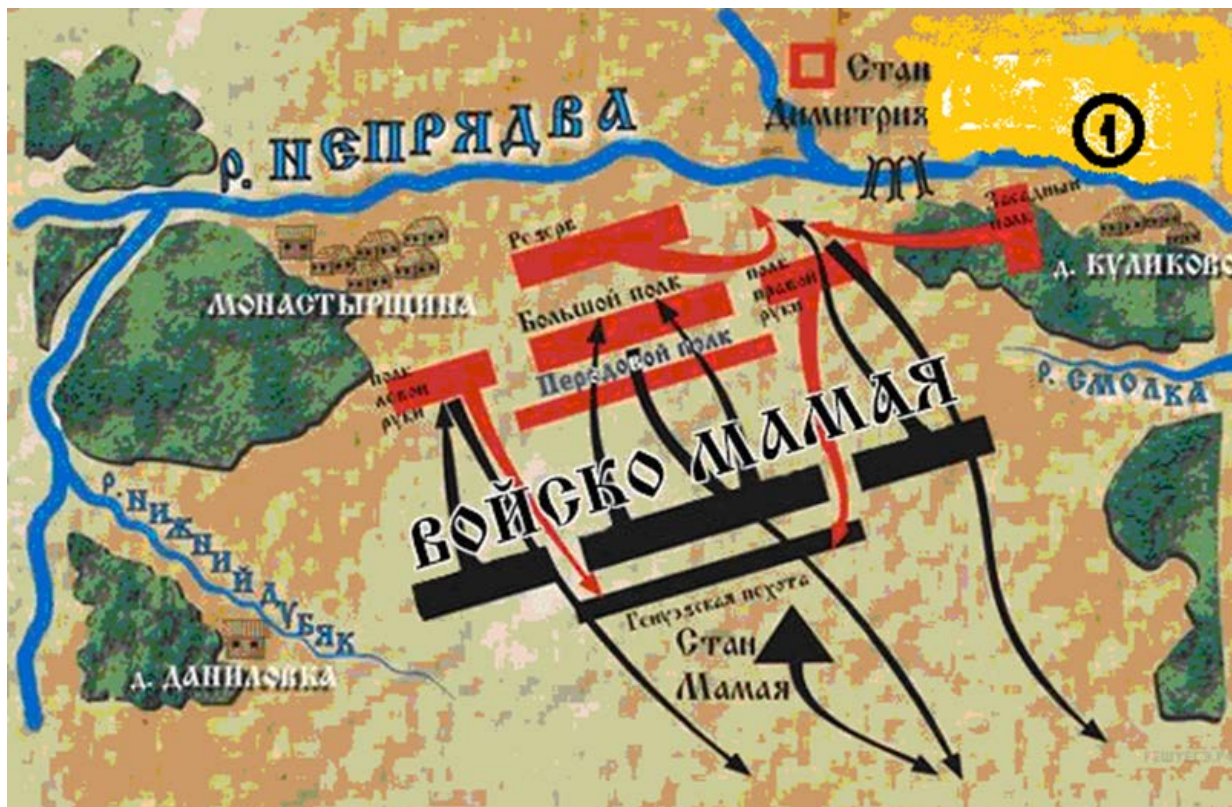 Стан
Димитрия
1
р. НЕПРЯДВА
Засадный
полк
д. КУЛИКОВО
Резерв
полк
правой
руки
Большой полк
МОНАСТЫРЩИНА
Передовой полк
полк
левой
руки
р. СМОЛКА
ВОЙСКО МАМАЯ
р. НИЖНИЙ ДУБЯК
Генуэзская пехота
Стан
Мамая
д. ДАНИЛОВКА